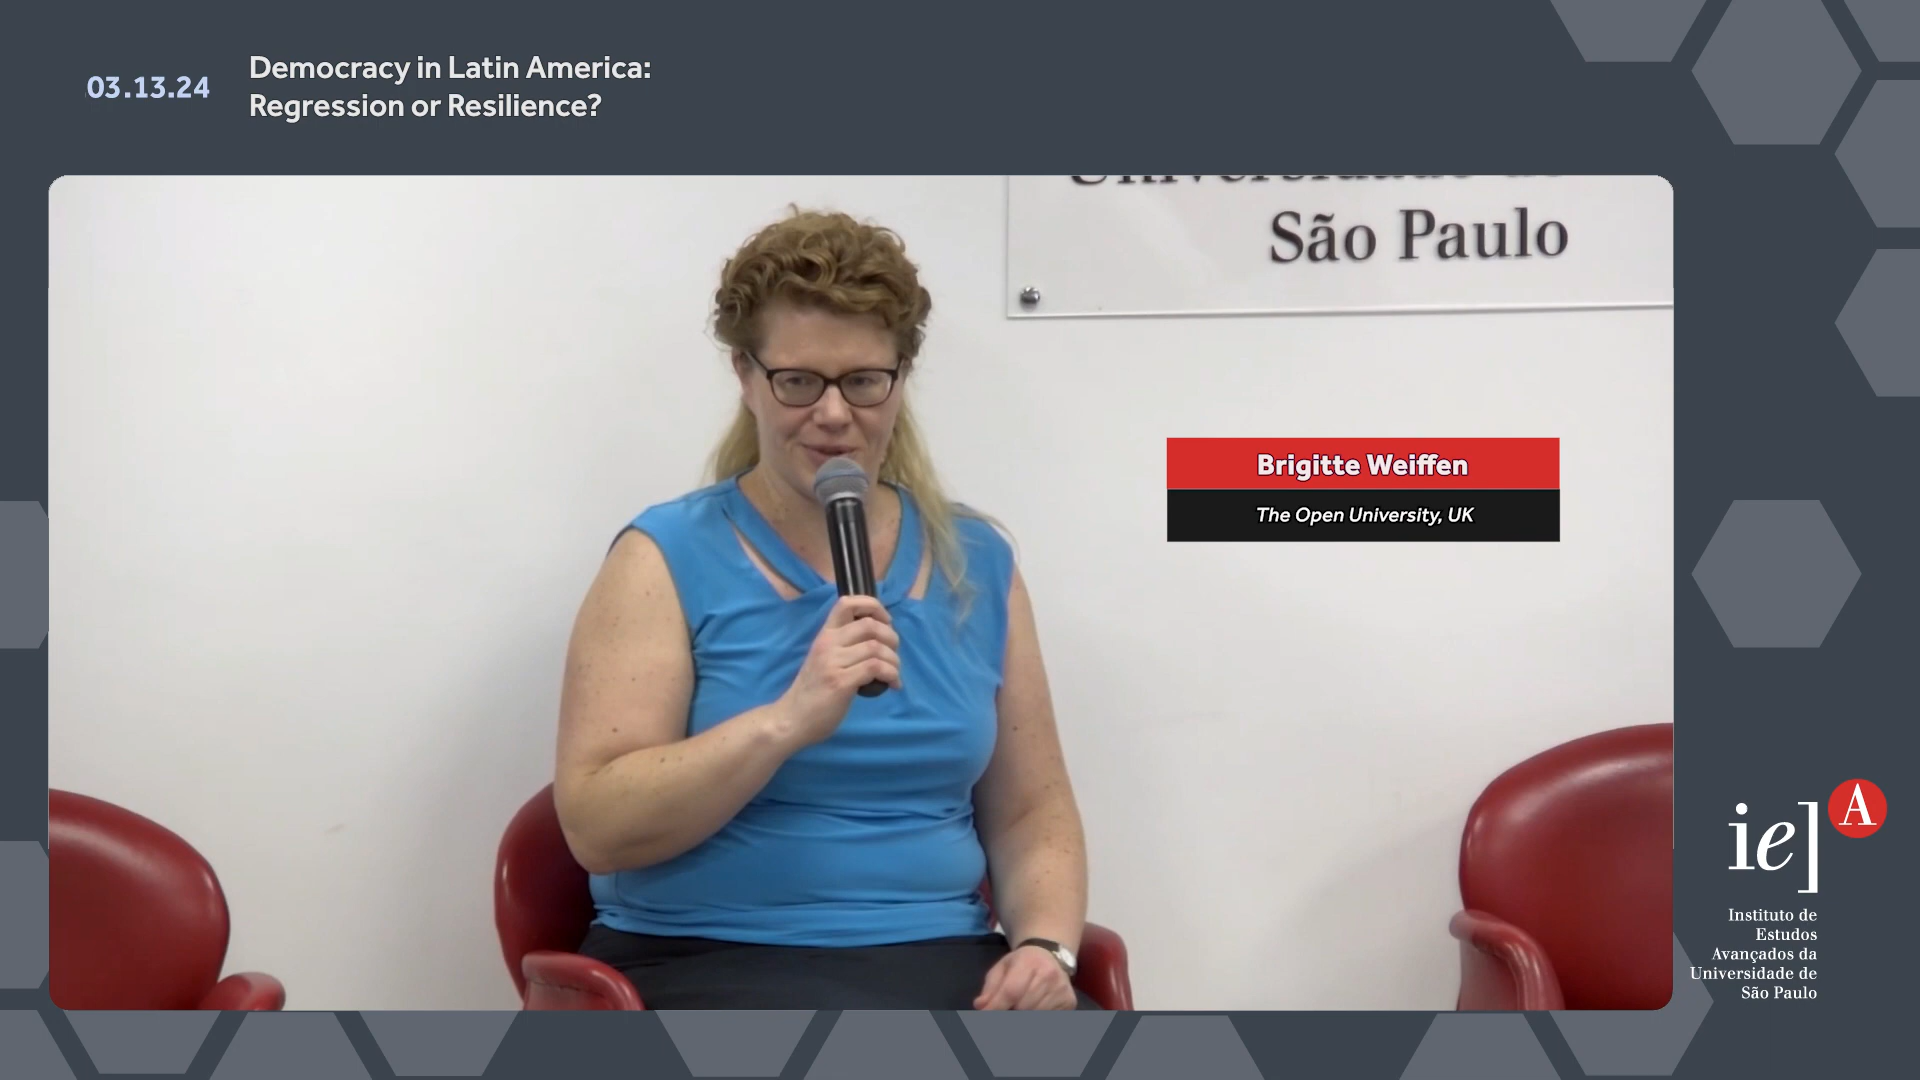 03.13.24
Democracy in Latin America:
Regression or Resilience?
São Paulo
Brigitte Weiffen
The Open University, UK
ie]A
Instituto de
Estudos
Avançados da
Universidade de
São Paulo